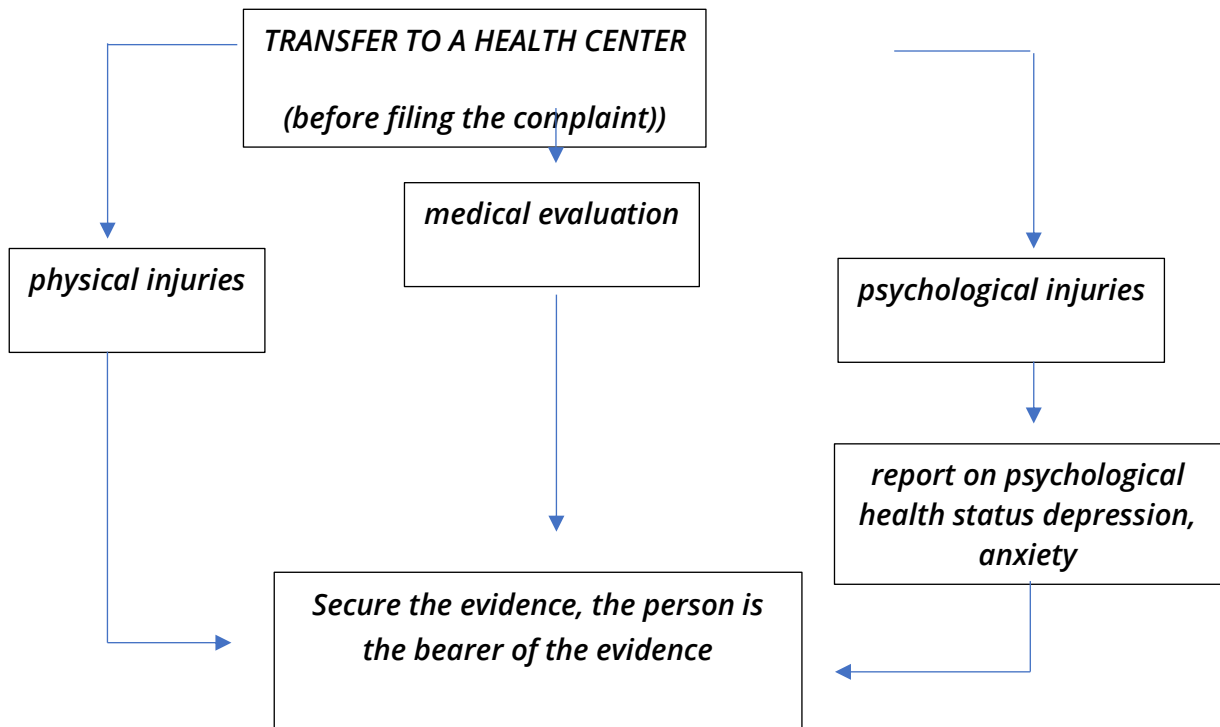 TRANSFER TO A HEALTH CENTER
(before filing the complaint))
medical evaluation
physical injuries
psychological injuries
report on psychological
health status depression,
anxiety
Secure the evidence, the person is
the bearer of the evidence